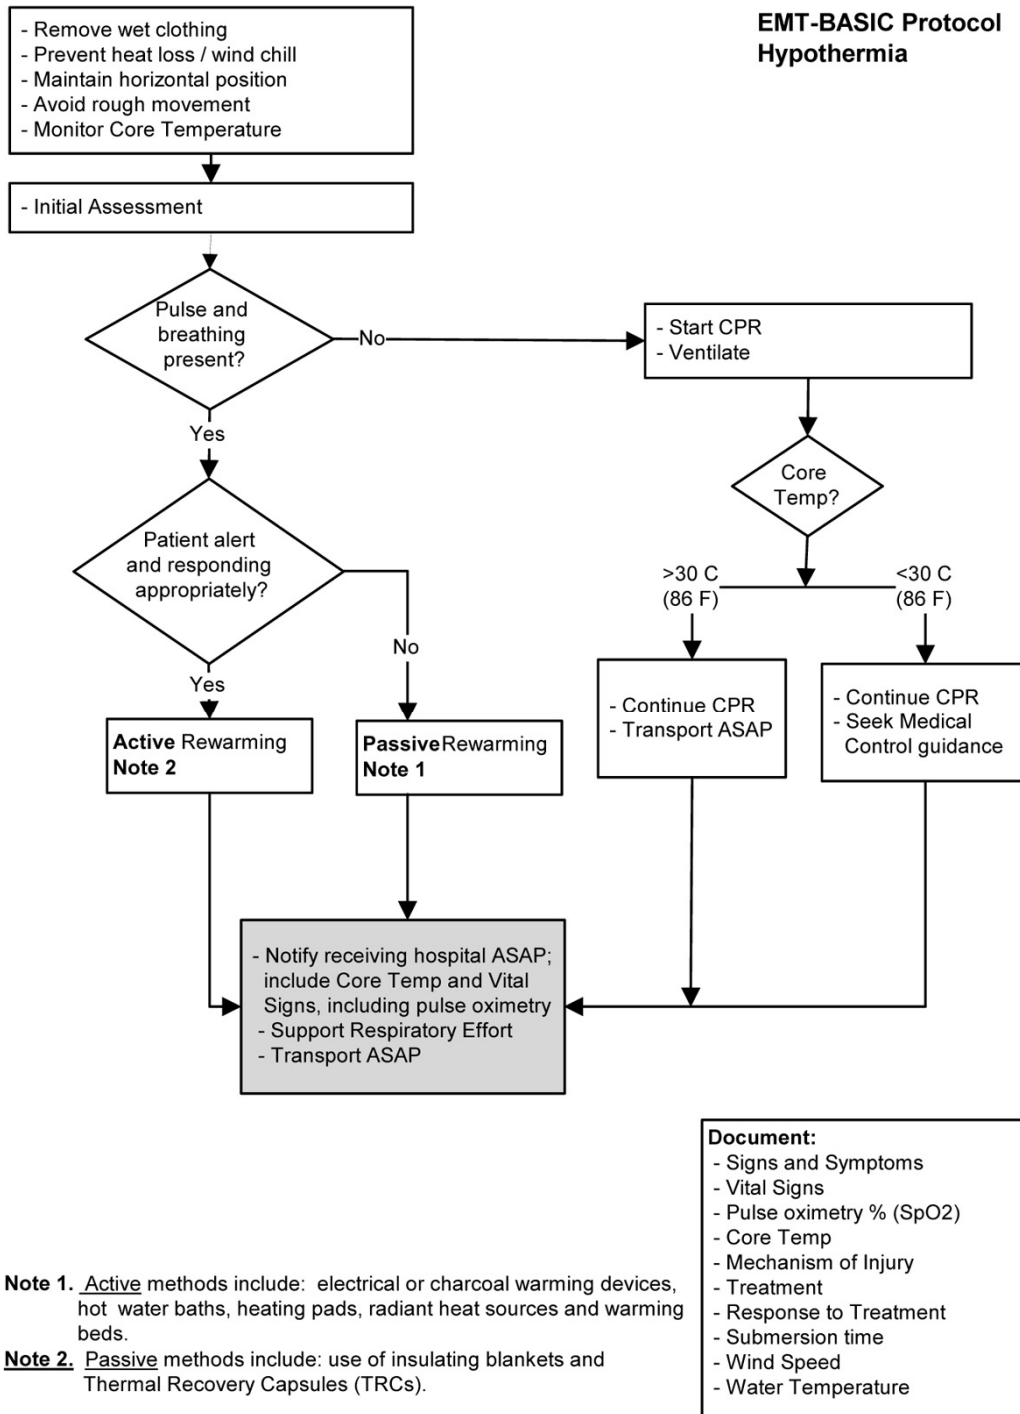 EMT-BASIC Protocol
Hypothermia
- Remove wet clothing
- Prevent heat loss / wind chill
- Maintain horizontal position
- Avoid rough movement
- Monitor Core Temperature
- Initial Assessment
Pulse and
breathing
present?
No
- Start CPR
- Ventilate
Yes
Core
Temp?
Patient alert
and responding
appropriately?
>30 C
(86 F)
<30 C
(86 F)
No
Yes
Active Rewarming
Note 2
Passive Rewarming
Note 1
- Continue CPR
- Transport ASAP
- Continue CPR
- Seek Medical
Control guidance
- Notify receiving hospital ASAP;
include Core Temp and Vital
Signs, including pulse oximetry
- Support Respiratory Effort
- Transport ASAP
Document:
- Signs and Symptoms
- Vital Signs
- Pulse oximetry % (SpO2)
- Core Temp
- Mechanism of Injury
- Treatment
- Response to Treatment
- Submersion time
- Wind Speed
- Water Temperature
Note 1. Active methods include: electrical or charcoal warming devices,
hot water baths, heating pads, radiant heat sources and warming
beds.
Note 2. Passive methods include: use of insulating blankets and
Thermal Recovery Capsules (TRCs).